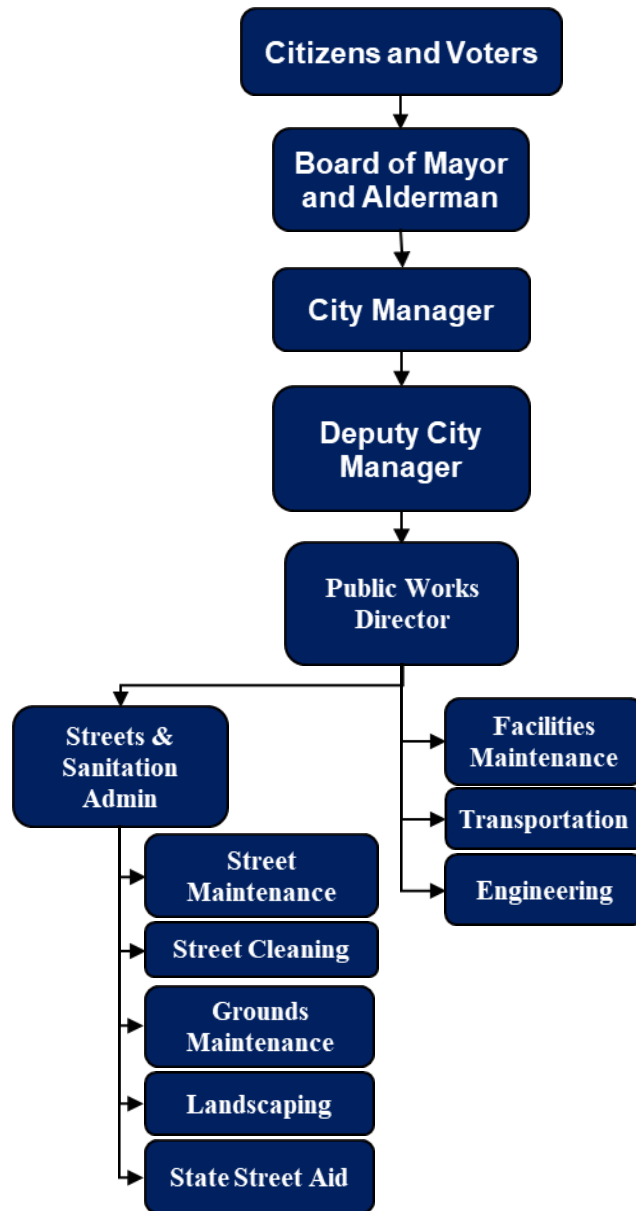 Citizens and Voters
Board of Mayor
and Alderman
City Manager
Deputy City
Manager
Public Works
Director
Streets &
Sanitation
Admin
Facilities
Maintenance
Transportation
Engineering
Street
Maintenance
Street Cleaning
Grounds
Maintenance
Landscaping
State Street Aid